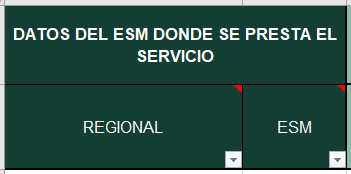 DATOS DEL ESM DONDE SE PRESTA EL
SERVICIO
REGIONAL
ESM